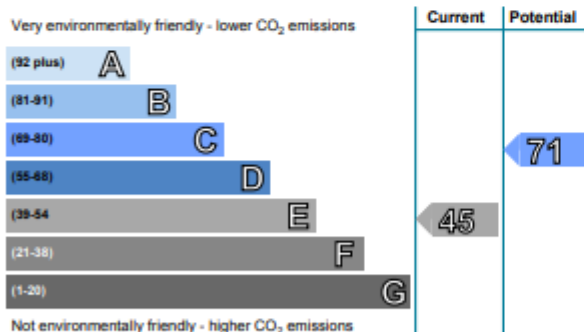 Current Potential
Very environmentally friendly - lower CO2 emissions
(92 plus) A
(81-91) B
(69-80) C
71
(55-68) D
(39-54 E
45
(21-38) F
(1-20) G
Not environmentally friendly - higher CO2 emissions